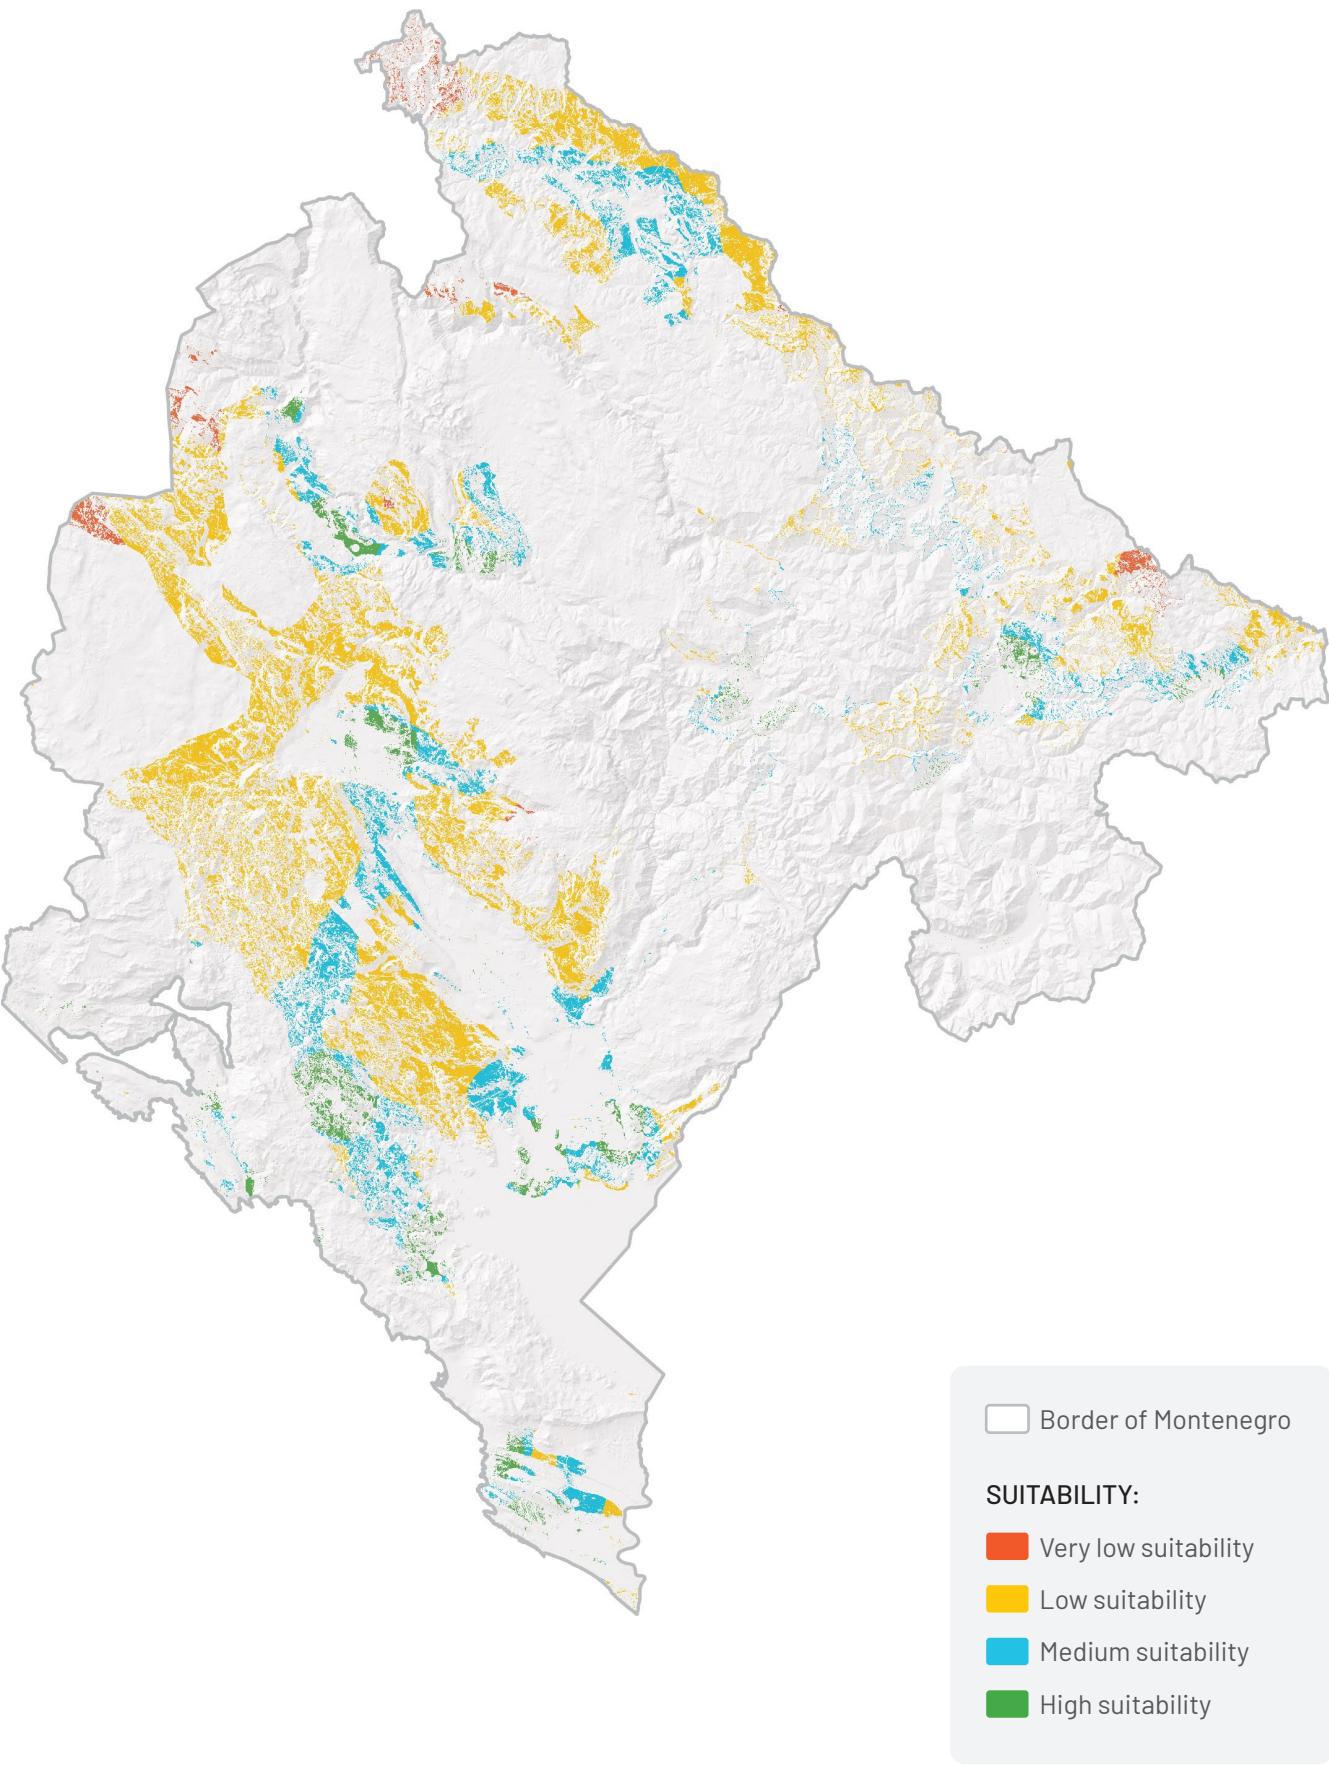 Border of Montenegro
SUITABILITY:
Very low suitability
Low suitability
Medium suitability
High suitability